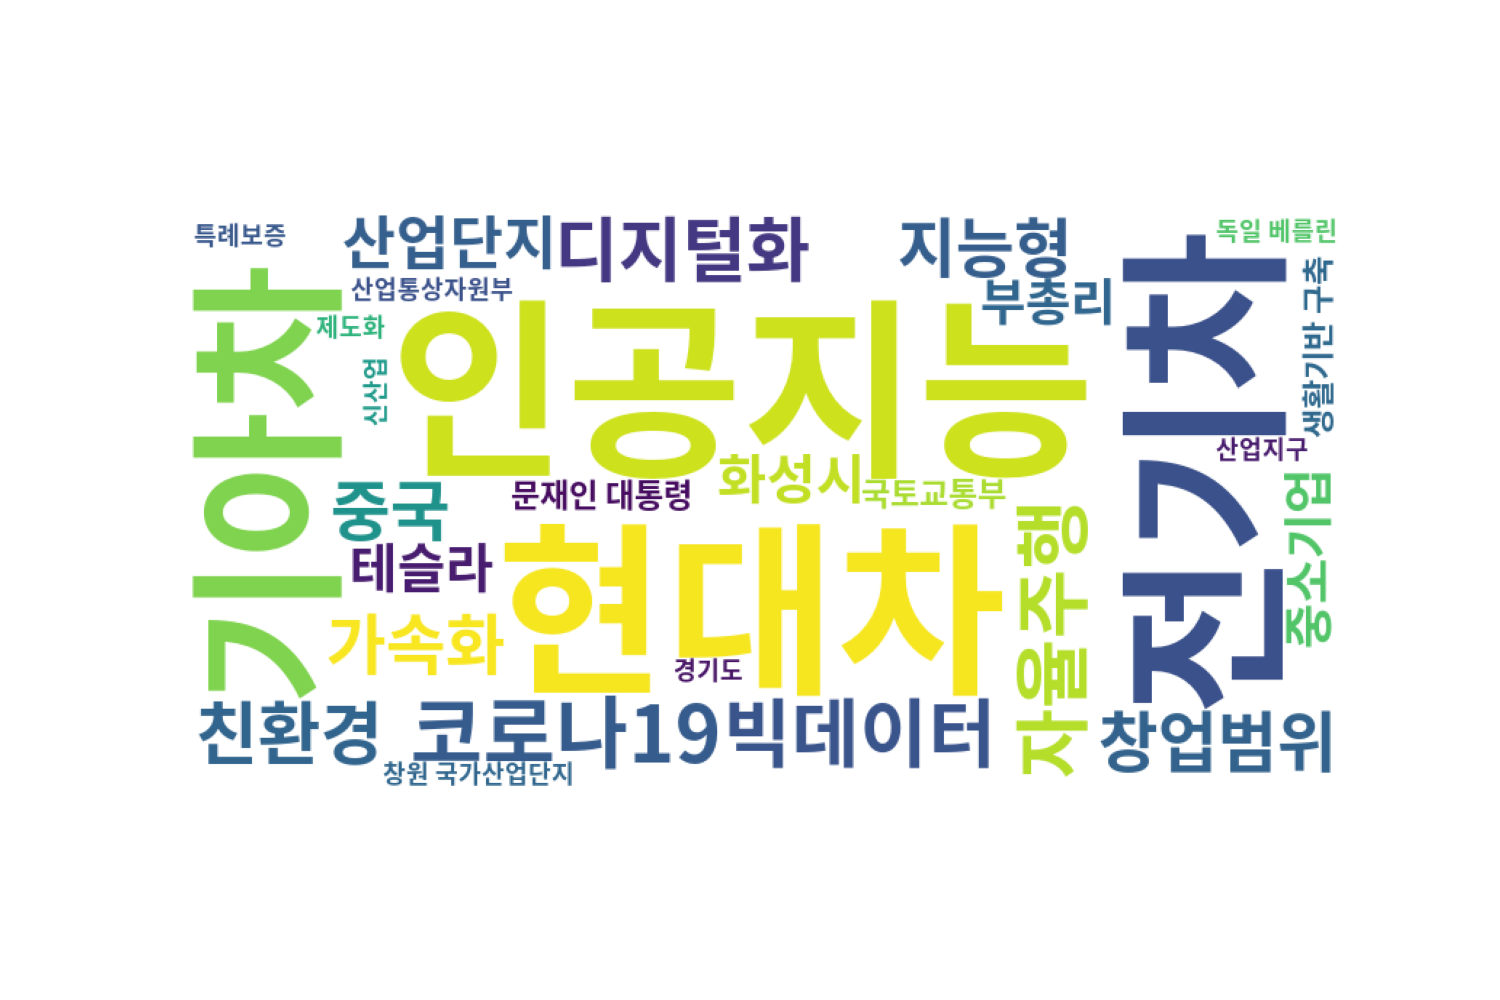 특례보증
산업단지
디지털화
지능형
독일 베를린
산업통상자원부
부총리
제도화
신산업
인공지능
기아차
전기차
생활기반 구축
산업지구
화성시
국토교통부
문재인 대통령
중국
테슬라
현대차
자율주행
중소기업
가속화
경기도
친환경
코로나19
빅데이터
창업범위
창원 국가산업단지